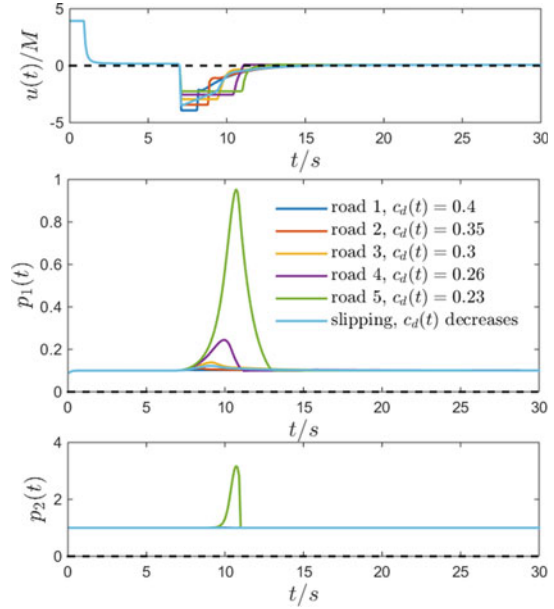 5
0
-5
u(t)/M
0 5 10 15 20 25 30
t/s
1
0.8
0.6
0.4
0.2
0
p₁(t)
road 1, c_d(t) = 0.4
road 2, c_d(t) = 0.35
road 3, c_d(t) = 0.3
road 4, c_d(t) = 0.26
road 5, c_d(t) = 0.23
slipping, c_d(t) decreases
0 5 10 15 20 25 30
t/s
4
2
0
p₂(t)
0 5 10 15 20 25 30
t/s